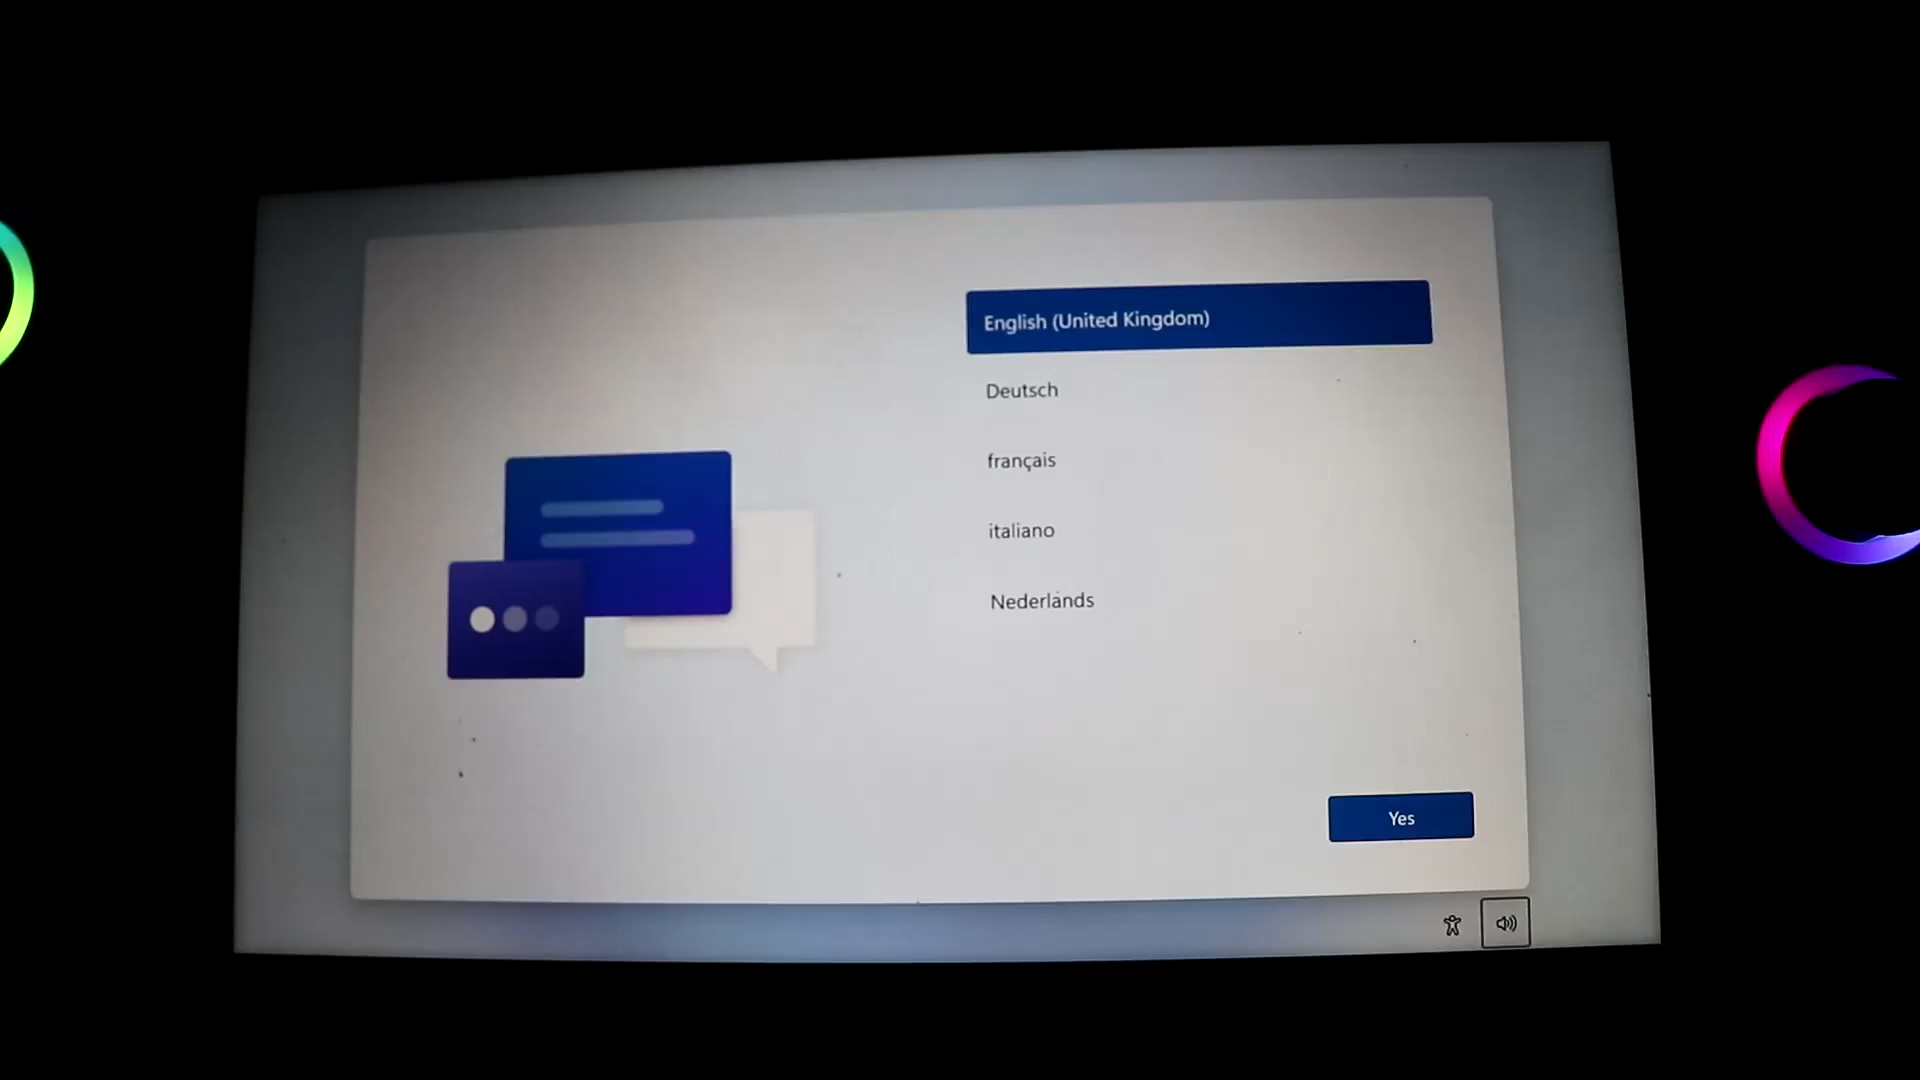 English (United Kingdom)
Deutsch
français
italiano
Nederlands
Yes